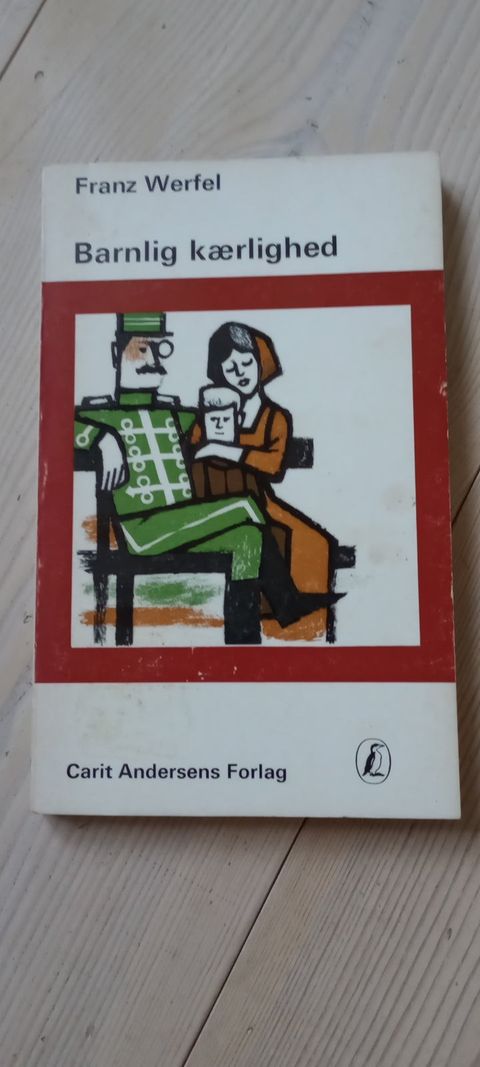 Franz Werfel
Barnlig kærlighed
Carit Andersens Forlag